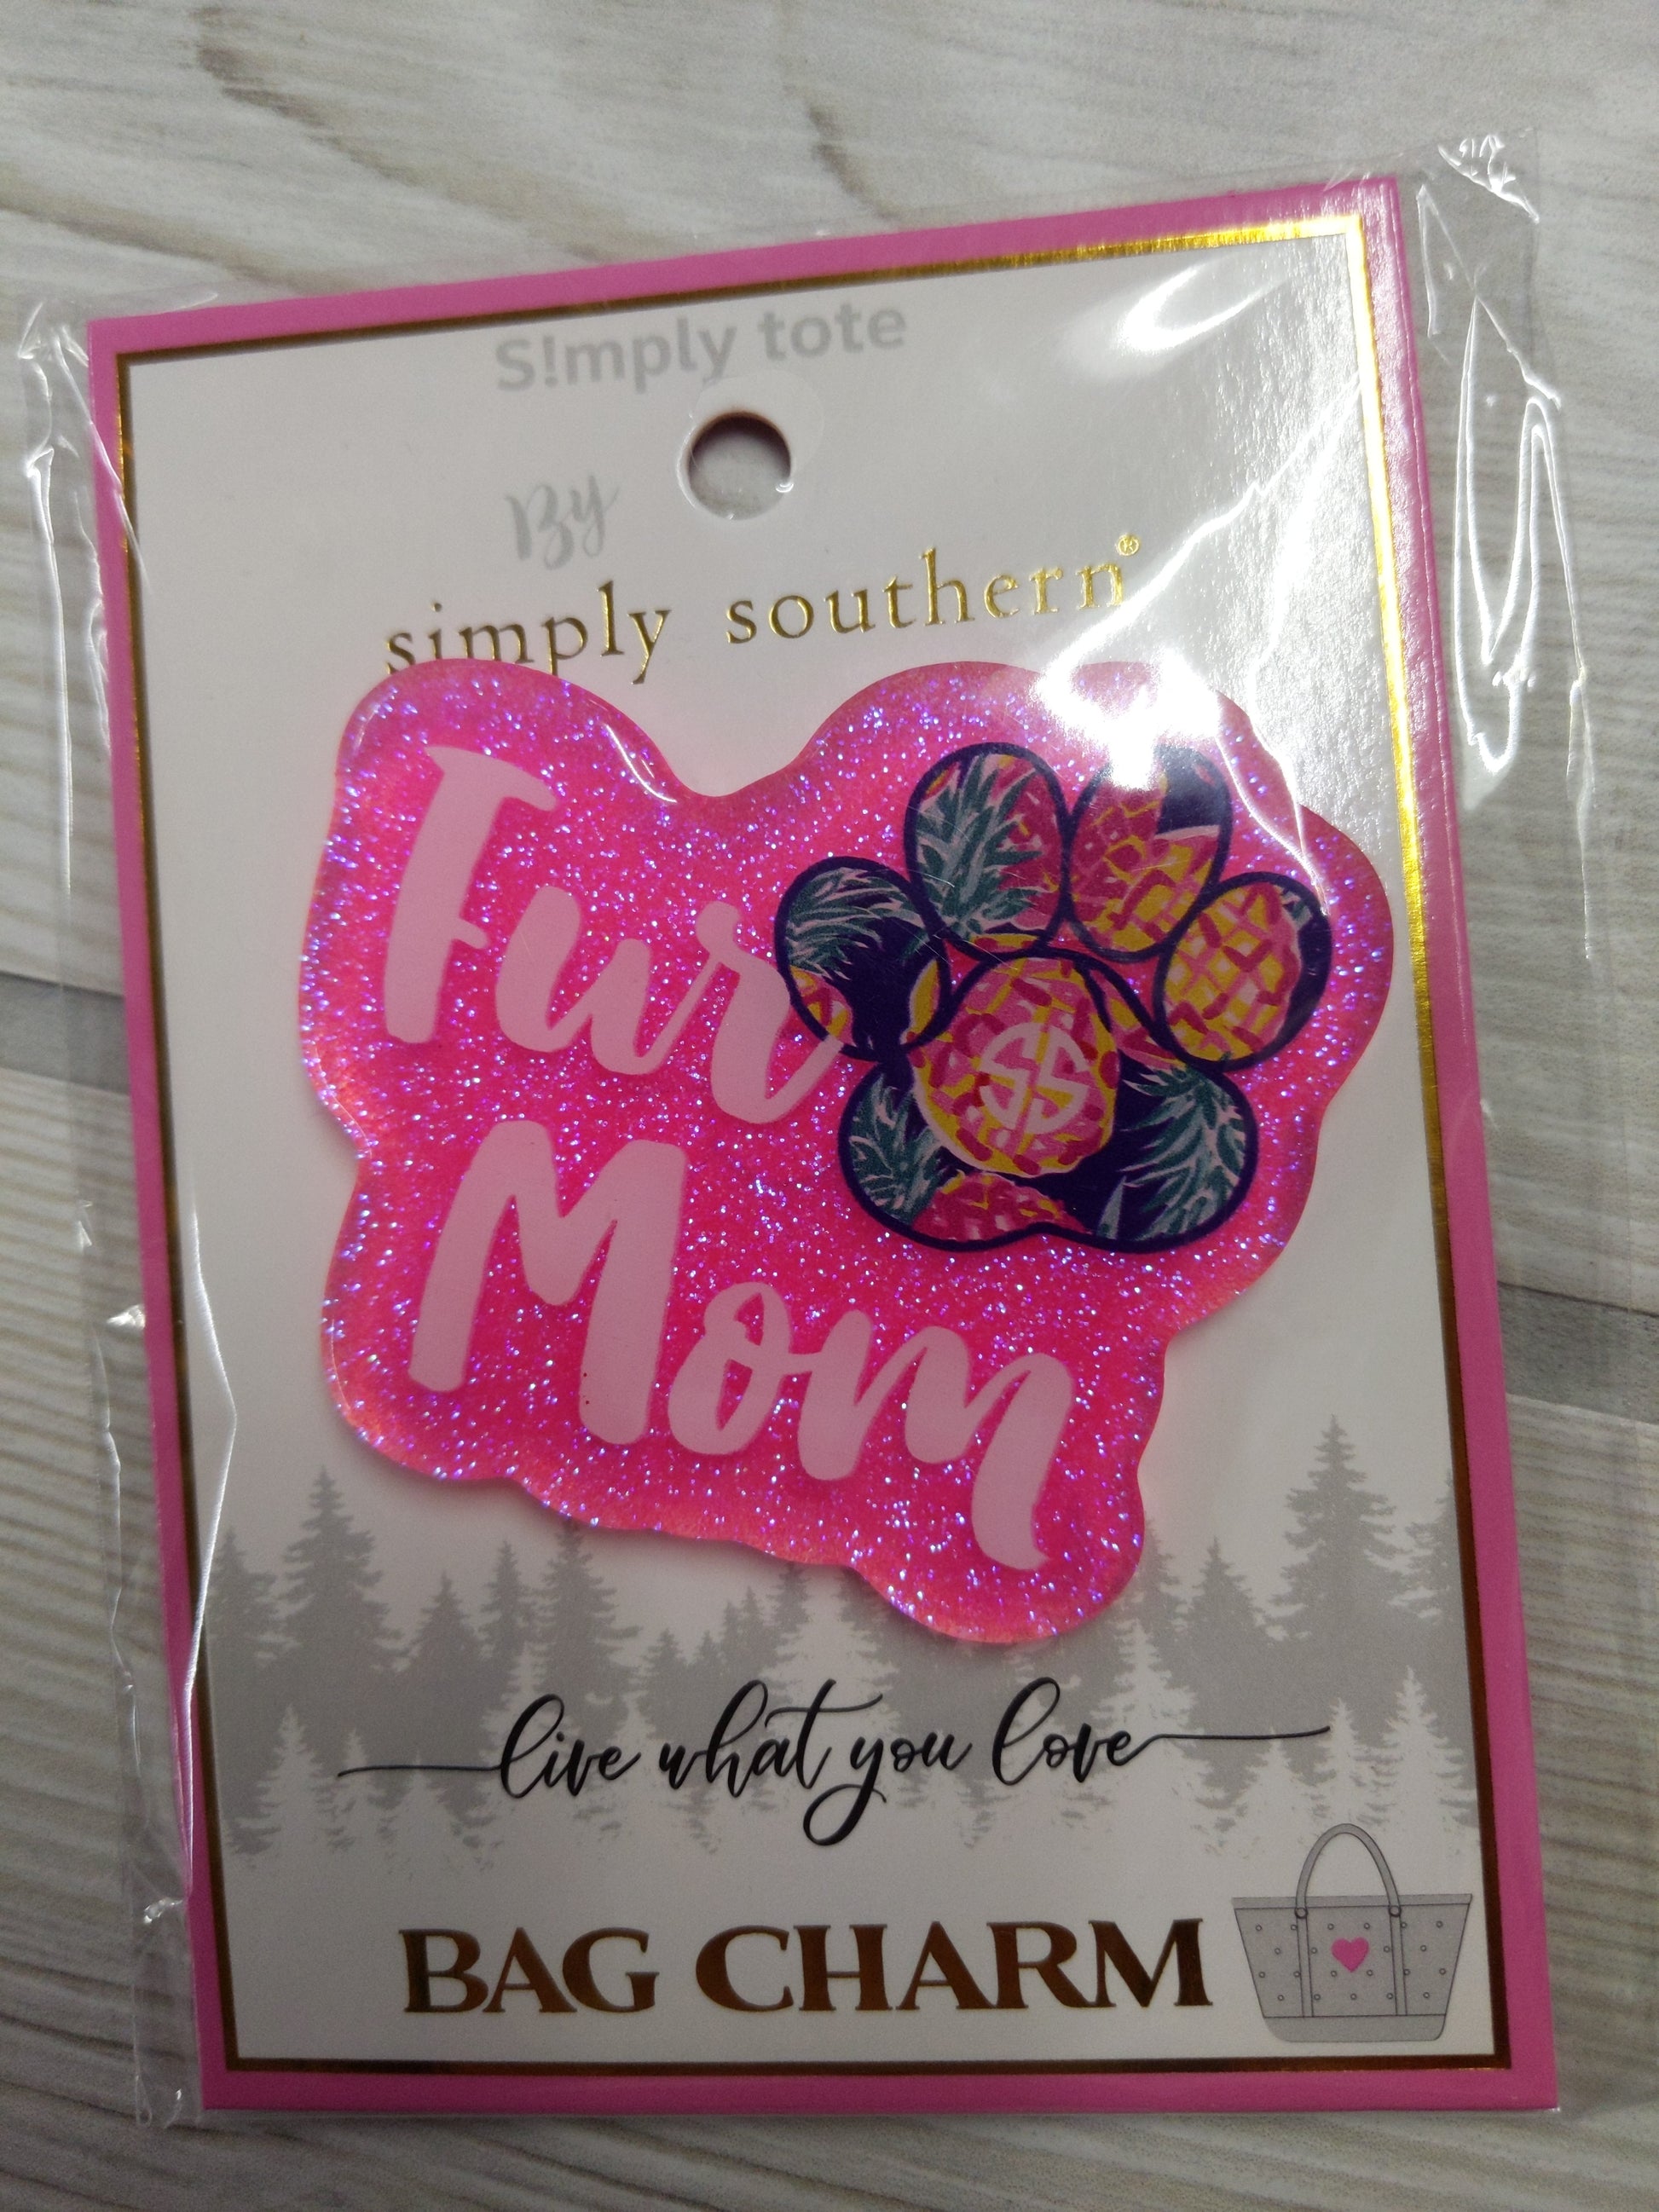 S!mply tote
By
simply southern®
Fur
Mom
SS
live what you love
BAG CHARM